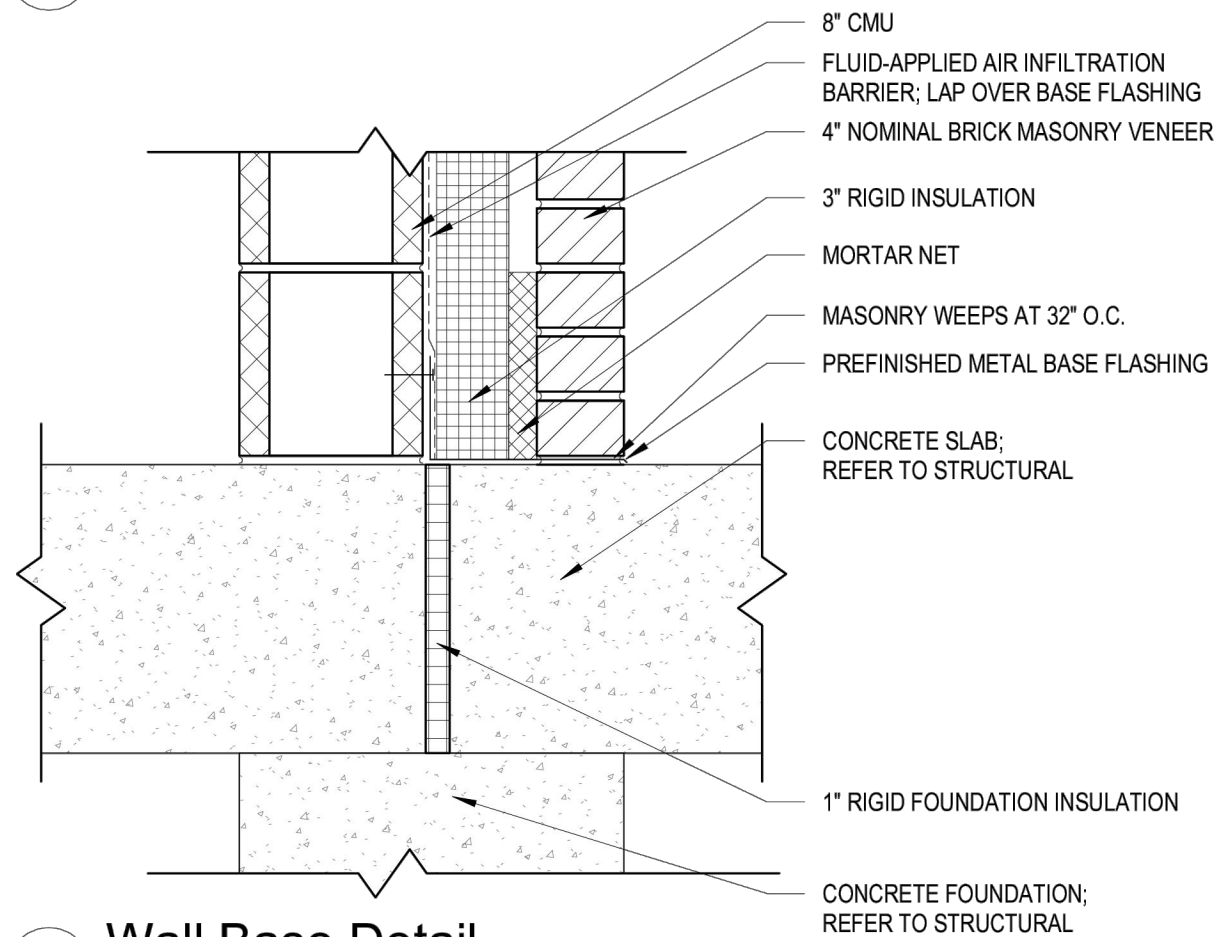 8" CMU
FLUID-APPLIED AIR INFILTRATION
BARRIER; LAP OVER BASE FLASHING
4" NOMINAL BRICK MASONRY VENEER
3" RIGID INSULATION
MORTAR NET
MASONRY WEEPS AT 32" O.C.
PREFINISHED METAL BASE FLASHING
CONCRETE SLAB;
REFER TO STRUCTURAL
1" RIGID FOUNDATION INSULATION
CONCRETE FOUNDATION;
REFER TO STRUCTURAL
Wall Base Detail